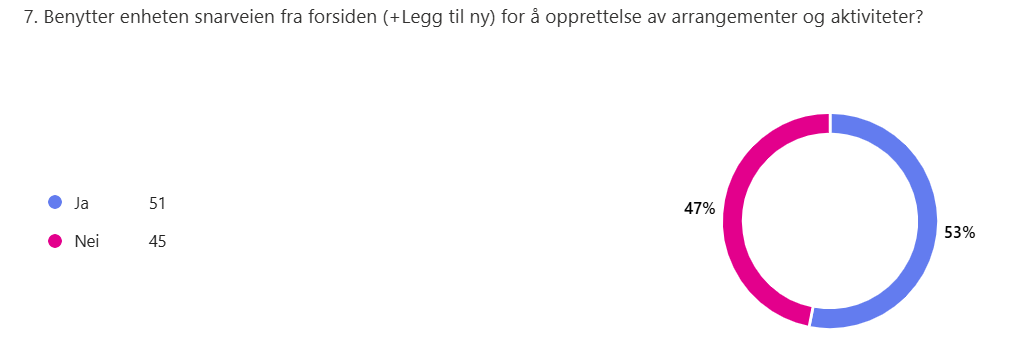 7. Benytter enheten snarveien fra forsiden (+Legg til ny) for å opprettelse av arrangementer og aktiviteter?
Ja 51
Nei 45
47%
53%